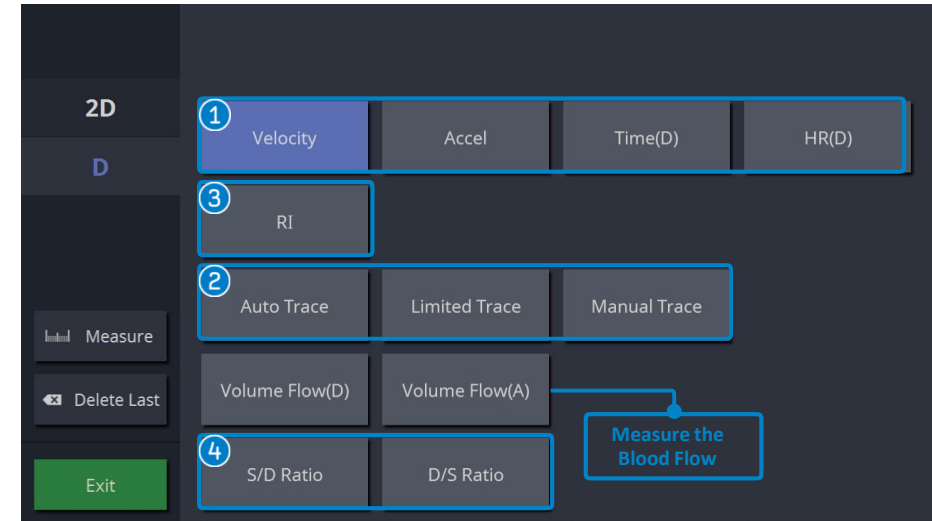 2D
D
Measure
Delete Last
Exit
1
Velocity
Accel
Time(D)
HR(D)
3
RI
2
Auto Trace
Limited Trace
Manual Trace
Volume Flow(D)
Volume Flow(A)
Measure the
Blood Flow
4
S/D Ratio
D/S Ratio